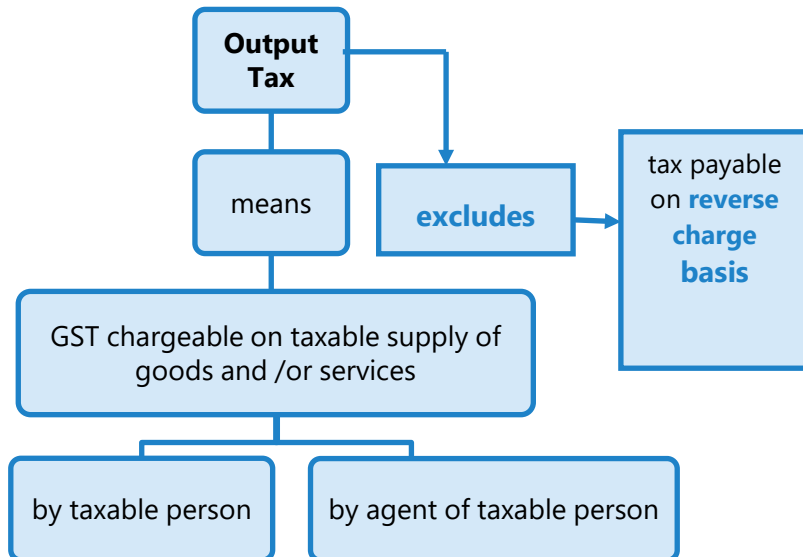 Output
Tax
means
excludes
tax payable
on reverse
charge
basis
GST chargeable on taxable supply of
goods and /or services
by taxable person
by agent of taxable person